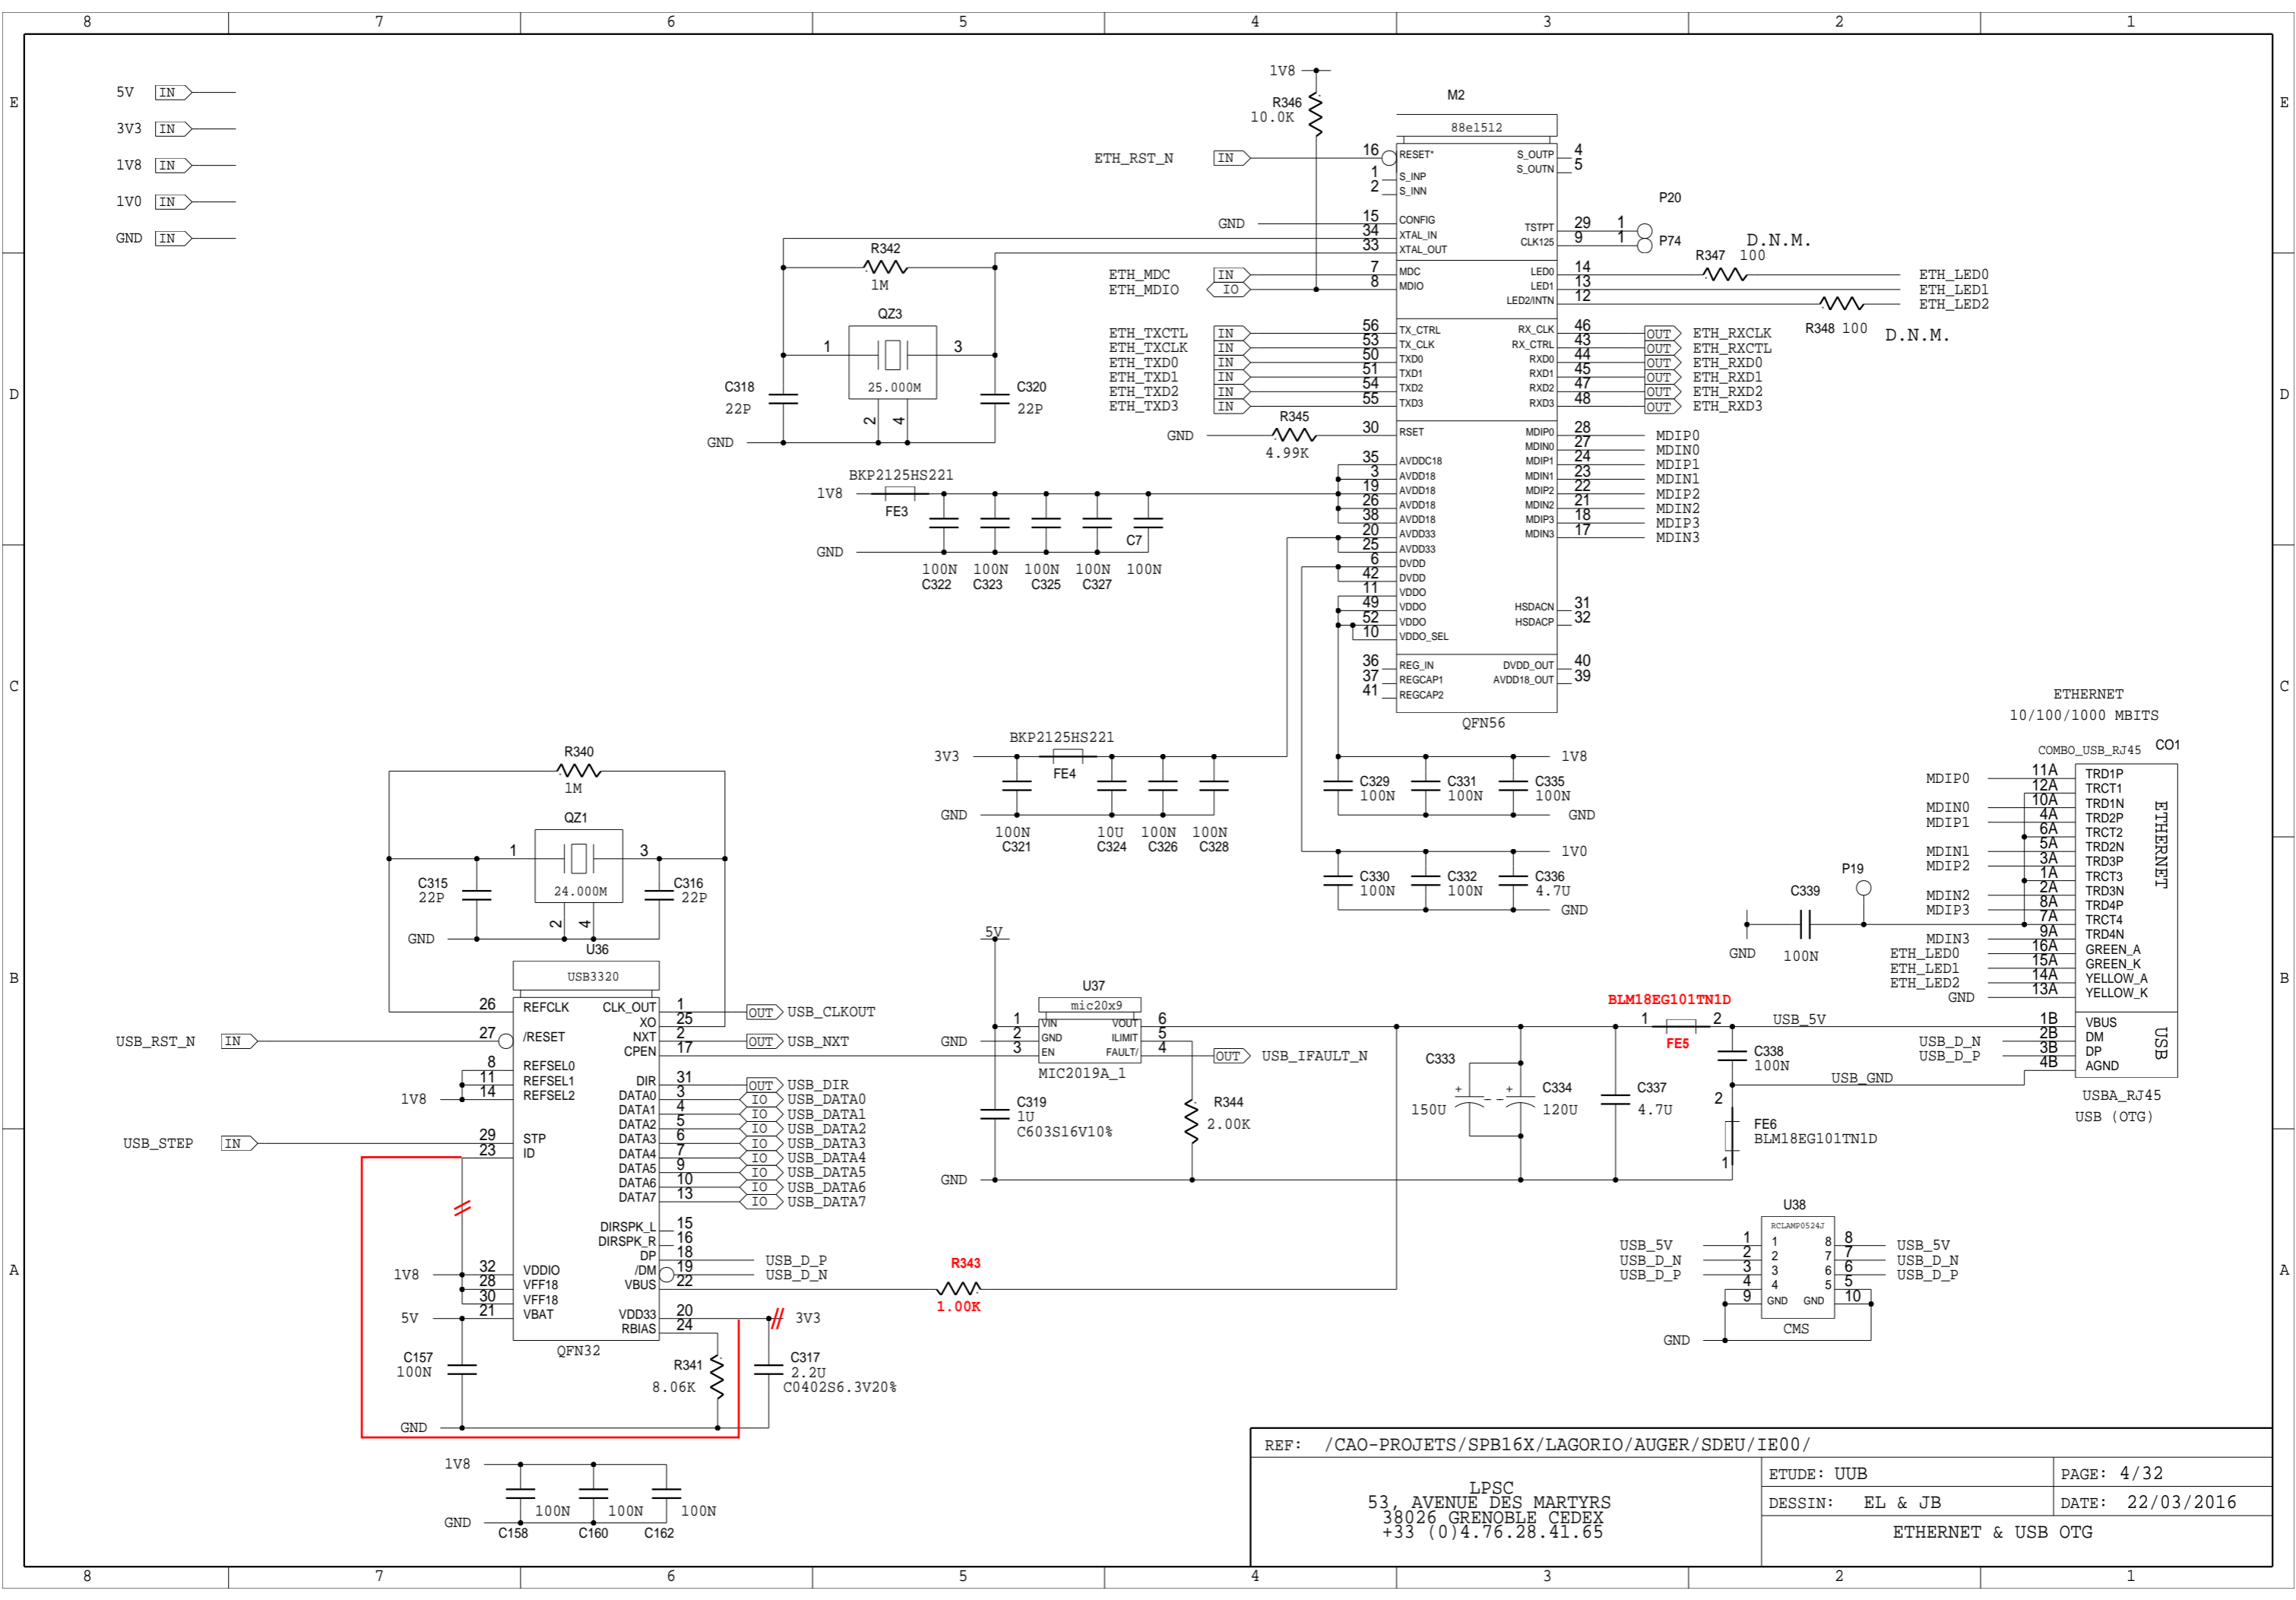 8 7 6 5 4 3 2 1
E
D
C
B
A
5V IN
3V3 IN
1V8 IN
1V0 IN
GND IN
1V8
R346
10.0K
M2
88e1512
ETH_RST_N IN 16 RESET*
1 S_INP
2 S_INN
GND 15 CONFIG
34 XTAL_IN
33 XTAL_OUT
ETH_MDC IN 7 MDC
ETH_MDIO IO 8 MDIO
ETH_TXCTL IN 56 TX_CTRL
ETH_TXCLK IN 53 TX_CLK
ETH_TXD0 IN 50 TXD0
ETH_TXD1 IN 51 TXD1
ETH_TXD2 IN 54 TXD2
ETH_TXD3 IN 55 TXD3
GND R345 4.99K 30 RSET
35 AVDDC18
3 AVDD18
19 AVDD18
26 AVDD18
38 AVDD18
20 AVDD33
25 AVDD33
6 DVDD
42 DVDD
11 VDDO
49 VDDO
52 VDDO
10 VDDO_SEL
36 REG_IN
37 REGCAP1
41 REGCAP2
S_OUTP 4
S_OUTN 5
P20
TSTPT 29 1
CLK125 9 1 P74
D.N.M.
R347 100
LED0 14 ETH_LED0
LED1 13 ETH_LED1
LED2/INTN 12 ETH_LED2
R348 100 D.N.M.
RX_CLK 46 OUT ETH_RXCLK
RX_CTRL 43 OUT ETH_RXCTL
RXD0 44 OUT ETH_RXD0
RXD1 45 OUT ETH_RXD1
RXD2 47 OUT ETH_RXD2
RXD3 48 OUT ETH_RXD3
MDIP0 28 MDIP0
MDIN0 27 MDIN0
MDIP1 24 MDIP1
MDIN1 23 MDIN1
MDIP2 22 MDIP2
MDIN2 21 MDIN2
MDIP3 18 MDIP3
MDIN3 17 MDIN3
HSDACN 31
HSDACP 32
DVDD_OUT 40
AVDD18_OUT 39
QFN56
R342
1M
QZ3
1 3
25.000M
2 4
C318
22P
C320
22P
GND
BKP2125HS221
1V8
FE3
C7
GND
100N 100N 100N 100N 100N
C322 C323 C325 C327
BKP2125HS221
3V3
FE4
GND
100N 10U 100N 100N
C321 C324 C326 C328
1V8
C329 100N
C331 100N
C335 100N
GND
1V0
C330 100N
C332 100N
C336 4.7U
GND
ETHERNET
10/100/1000 MBITS
COMBO_USB_RJ45 CO1
MDIP0 11A TRD1P
12A TRCT1
MDIN0 10A TRD1N
MDIP1 4A TRD2P
6A TRCT2
MDIN1 5A TRD2N
MDIP2 3A TRD3P
1A TRCT3
MDIN2 2A TRD3N
MDIP3 8A TRD4P
7A TRCT4
MDIN3 9A TRD4N
ETH_LED0 16A GREEN_A
ETH_LED1 15A GREEN_K
ETH_LED2 14A YELLOW_A
GND 13A YELLOW_K
ETHERNET
USB_5V 1B VBUS
USB_D_N 2B DM
USB_D_P 3B DP
USB_GND 4B AGND
USB
USBA_RJ45
USB (OTG)
P19
C339
GND 100N
R340
1M
QZ1
1 3
24.000M
2 4
C315
22P
C316
22P
GND
U36
USB3320
26 REFCLK
USB_RST_N IN 27 /RESET
8 REFSEL0
11 REFSEL1
1V8 14 REFSEL2
USB_STEP IN 29 STP
23 ID
1V8 32 VDDIO
28 VFF18
30 VFF18
5V 21 VBAT
CLK_OUT 1 OUT USB_CLKOUT
XO 25
NXT 2 OUT USB_NXT
CPEN 17
DIR 31 OUT USB_DIR
DATA0 3 IO USB_DATA0
DATA1 4 IO USB_DATA1
DATA2 5 IO USB_DATA2
DATA3 6 IO USB_DATA3
DATA4 7 IO USB_DATA4
DATA5 9 IO USB_DATA5
DATA6 10 IO USB_DATA6
DATA7 13 IO USB_DATA7
DIRSPK_L 15
DIRSPK_R 16
DP 18 USB_D_P
/DM 19 USB_D_N
VBUS 22
VDD33 20 3V3
RBIAS 24
QFN32
R343
1.00K
C157
100N
R341
8.06K
C317
2.2U
C0402S6.3V20%
GND
1V8
100N 100N 100N
GND
C158 C160 C162
5V
U37
mic20x9
1 VIN
GND 2 GND
3 EN
VOUT 6
ILIMIT 5
FAULT/ 4 OUT USB_IFAULT_N
MIC2019A_1
C319
1U
C603S16V10%
R344
2.00K
GND
C333
150U
+ +
C334
120U
C337
4.7U
BLM18EG101TN1D
1 2
FE5
C338
100N
2
FE6
BLM18EG101TN1D
1
U38
RCLAMP0524J
USB_5V 1 1 8 8 USB_5V
USB_D_N 2 2 7 7 USB_D_N
USB_D_P 3 3 6 6 USB_D_P
4 4 5 5
9 GND GND 10
GND
CMS
REF: /CAO-PROJETS/SPB16X/LAGORIO/AUGER/SDEU/IE00/
LPSC
53, AVENUE DES MARTYRS
38026 GRENOBLE CEDEX
+33 (0)4.76.28.41.65
ETUDE: UUB
PAGE: 4/32
DESSIN: EL & JB
DATE: 22/03/2016
ETHERNET & USB OTG
E
D
C
B
A
8 7 6 5 4 3 2 1